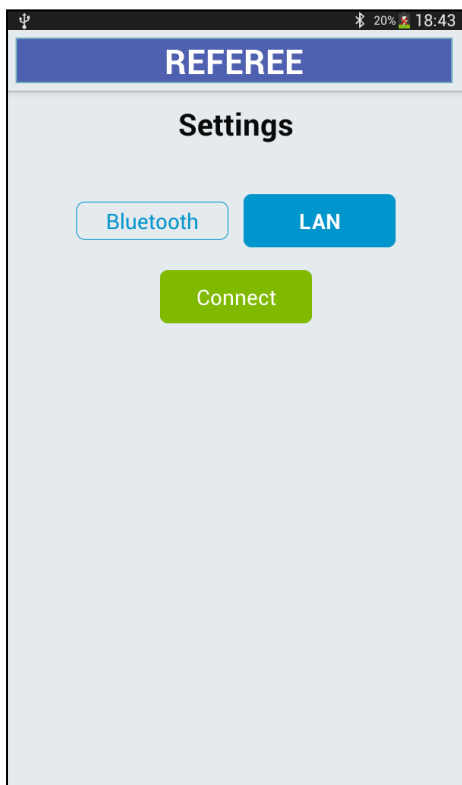 20% 18:43
REFEREE
Settings
Bluetooth LAN
Connect